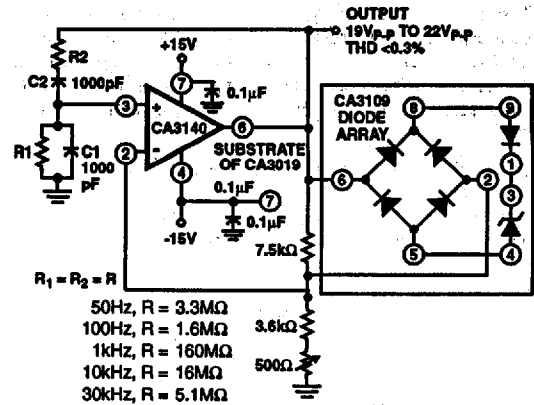 OUTPUT
19Vp-p TO 22Vp-p
THD <0.3%
R2
+15V
C2 1000pF
7
0.1µF
3
+
CA3140
6
2
-
4
R1
C1
1000
pF
SUBSTRATE
OF CA3019
0.1µF
7
0.1µF
-15V
CA3109
DIODE
ARRAY
8
9
1
6
2
3
5
4
7.5kΩ
R1 = R2 = R
50Hz, R = 3.3MΩ
100Hz, R = 1.6MΩ
1kHz, R = 160MΩ
10kHz, R = 16MΩ
30kHz, R = 5.1MΩ
3.6kΩ
500Ω